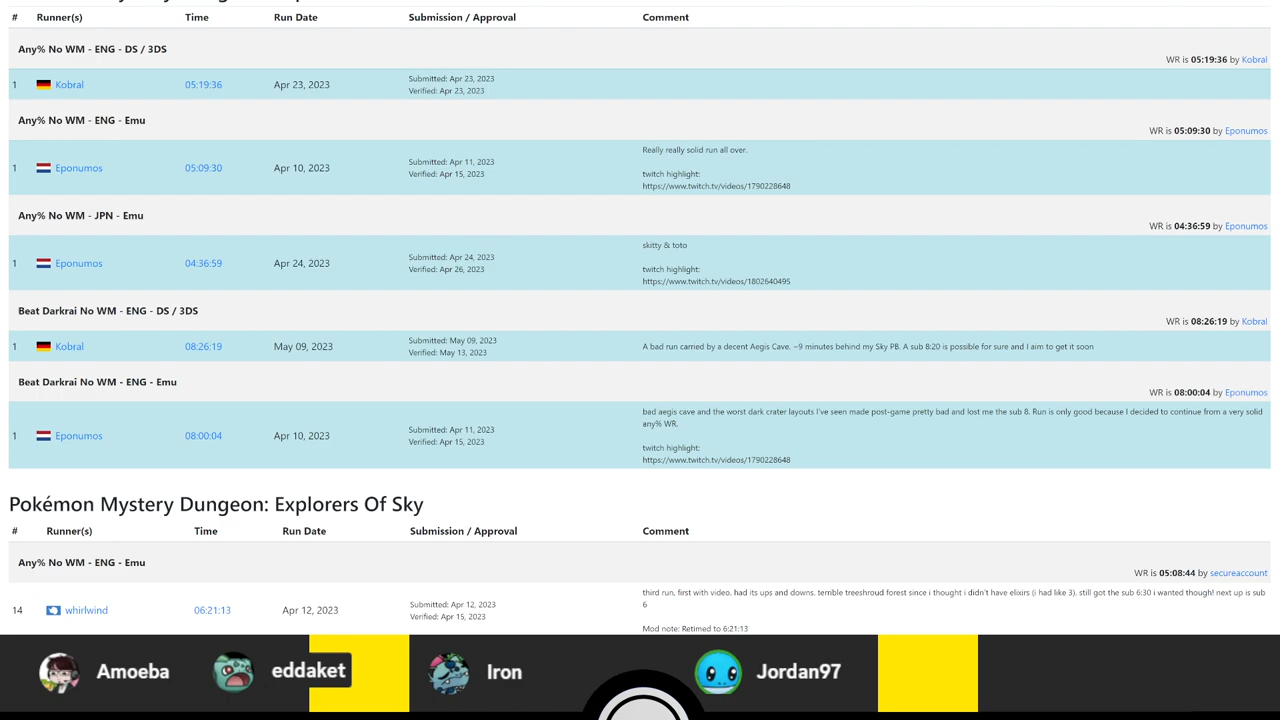 # Runner(s) Time Run Date Submission / Approval Comment
Any% No WM - ENG - DS / 3DS
WR is 05:19:36 by Kobral
1 Kobral 05:19:36 Apr 23, 2023 Submitted: Apr 23, 2023
Verified: Apr 23, 2023
Any% No WM - ENG - Emu
WR is 05:09:30 by Eponumos
Really really solid run all over.
1 Eponumos 05:09:30 Apr 10, 2023 Submitted: Apr 11, 2023
Verified: Apr 15, 2023
twitch highlight:
https://www.twitch.tv/videos/1790228648
Any% No WM - JPN - Emu
WR is 04:36:59 by Eponumos
skitty & toto
1 Eponumos 04:36:59 Apr 24, 2023 Submitted: Apr 24, 2023
Verified: Apr 26, 2023
twitch highlight:
https://www.twitch.tv/videos/1802640495
Beat Darkrai No WM - ENG - DS / 3DS
WR is 08:26:19 by Kobral
1 Kobral 08:26:19 May 09, 2023 Submitted: May 09, 2023
Verified: May 13, 2023
A bad run carried by a decent Aegis Cave. ~9 minutes behind my Sky PB. A sub 8:20 is possible for sure and I aim to get it soon
Beat Darkrai No WM - ENG - Emu
WR is 08:00:04 by Eponumos
bad aegis cave and the worst dark crater layouts I've seen made post-game pretty bad and lost me the sub 8. Run is only good because I decided to continue from a very solid
any% WR.
1 Eponumos 08:00:04 Apr 10, 2023 Submitted: Apr 11, 2023
Verified: Apr 15, 2023
twitch highlight:
https://www.twitch.tv/videos/1790228648
Pokémon Mystery Dungeon: Explorers Of Sky
# Runner(s) Time Run Date Submission / Approval Comment
Any% No WM - ENG - Emu
WR is 05:08:44 by secureaccount
third run, first with video. had its ups and downs. terrible treeshroud forest since i thought i didn't have elixirs (i had like 3). still got the sub 6:30 i wanted though! next up is sub
6
14 whirlwind 06:21:13 Apr 12, 2023 Submitted: Apr 12, 2023
Verified: Apr 15, 2023
Mod note: Retimed to 6:21:13
Amoeba eddaket Iron Jordan97